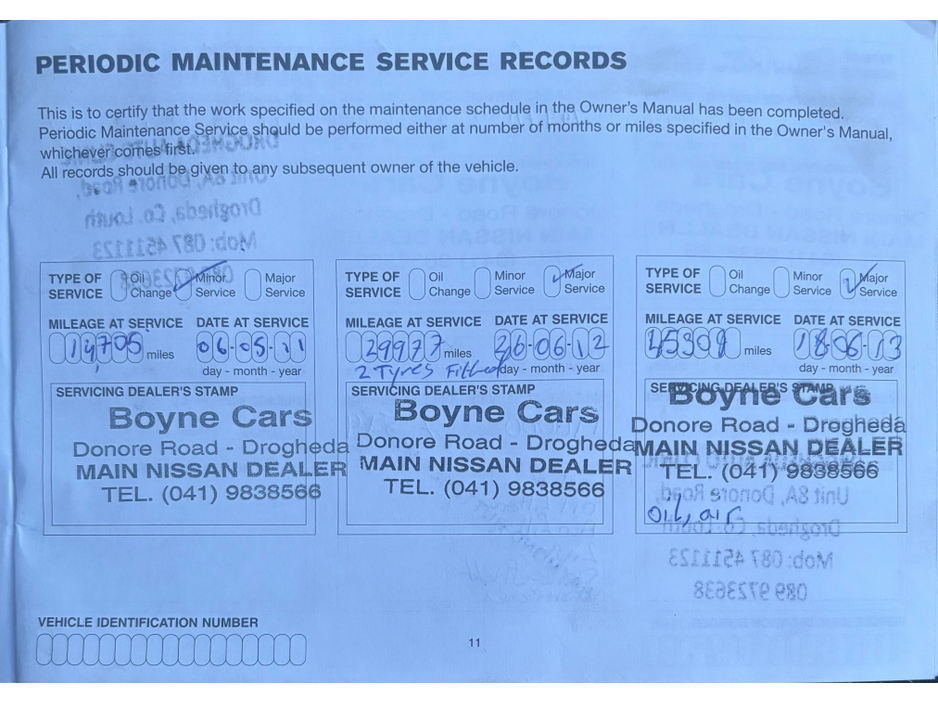 PERIODIC MAINTENANCE SERVICE RECORDS
This is to certify that the work specified on the maintenance schedule in the Owner's Manual has been completed.
Periodic Maintenance Service should be performed either at number of months or miles specified in the Owner's Manual,
whichever comes first.
All records should be given to any subsequent owner of the vehicle.
TYPE OF SERVICE Oil Change Minor Service Major Service
MILEAGE AT SERVICE DATE AT SERVICE
14705 miles 06-05-11
day - month - year
SERVICING DEALER'S STAMP
Boyne Cars
Donore Road - Drogheda
MAIN NISSAN DEALER
TEL. (041) 9838566
TYPE OF SERVICE Oil Change Minor Service Major Service
MILEAGE AT SERVICE DATE AT SERVICE
29977 miles 26-06-12
2 Tyres Fitted day - month - year
SERVICING DEALER'S STAMP
Boyne Cars
Donore Road - Drogheda
MAIN NISSAN DEALER
TEL. (041) 9838566
TYPE OF SERVICE Oil Change Minor Service Major Service
MILEAGE AT SERVICE DATE AT SERVICE
45309 miles 18-06-13
day - month - year
SERVICING DEALER'S STAMP
Boyne Cars
Donore Road - Drogheda
MAIN NISSAN DEALER
TEL. (041) 9838566
Oil, air
VEHICLE IDENTIFICATION NUMBER
11